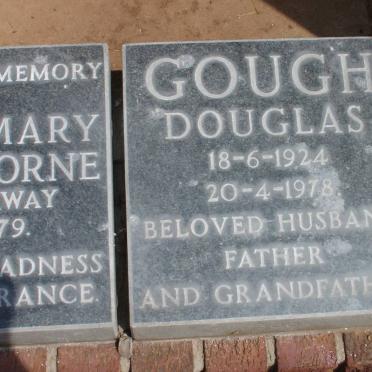 MEMORY
MARY
ORNE
WAY
79.
ADNESS
RANCE.
GOUGH
DOUGLAS
18-6-1924
20-4-1978.
BELOVED HUSBAN
FATHER
AND GRANDFATH